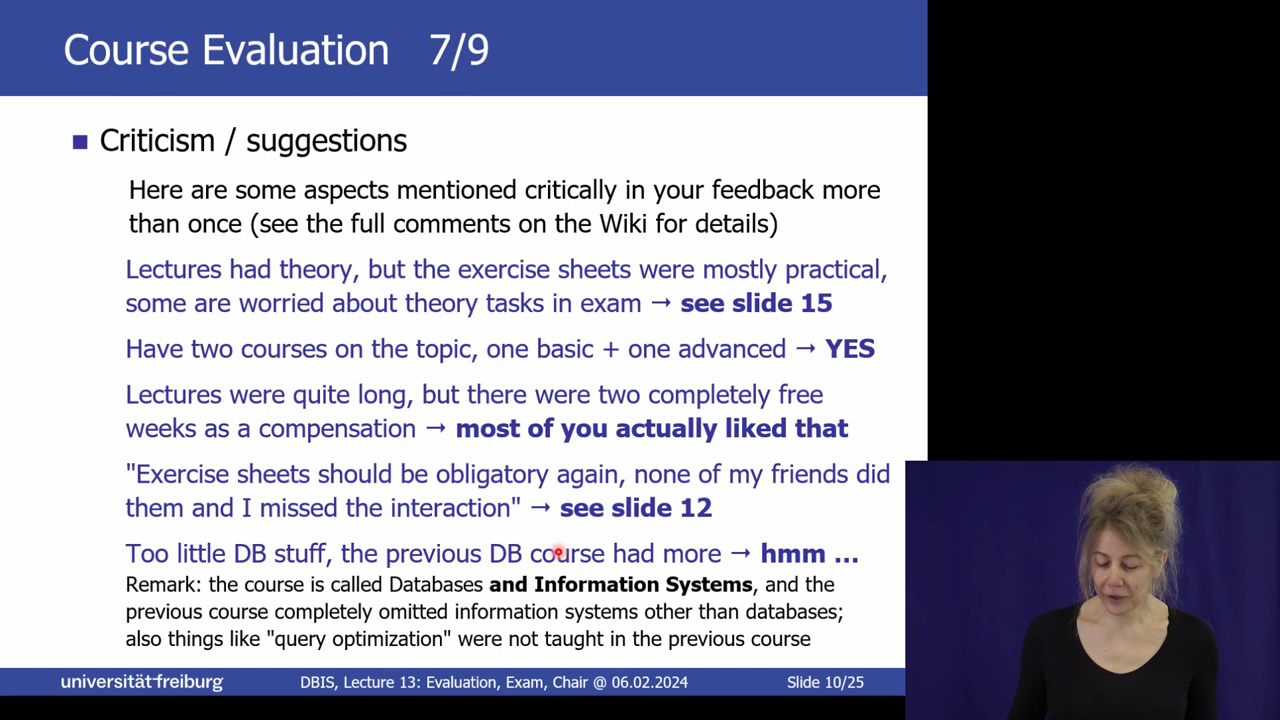 Course Evaluation 7/9
Criticism / suggestions
Here are some aspects mentioned critically in your feedback more
than once (see the full comments on the Wiki for details)
Lectures had theory, but the exercise sheets were mostly practical,
some are worried about theory tasks in exam → see slide 15
Have two courses on the topic, one basic + one advanced → YES
Lectures were quite long, but there were two completely free
weeks as a compensation → most of you actually liked that
"Exercise sheets should be obligatory again, none of my friends did
them and I missed the interaction" → see slide 12
Too little DB stuff, the previous DB course had more → hmm ...
Remark: the course is called Databases and Information Systems, and the
previous course completely omitted information systems other than databases;
also things like "query optimization" were not taught in the previous course
universität freiburg DBIS, Lecture 13: Evaluation, Exam, Chair @ 06.02.2024 Slide 10/25